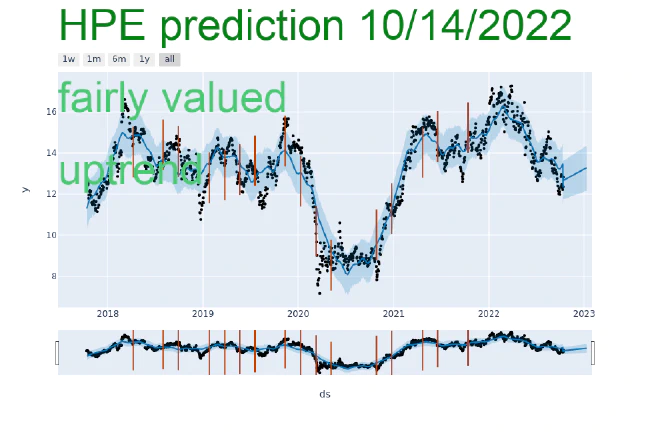 HPE prediction 10/14/2022
1w 1m 6m 1y all
fairly valued
uptrend
16
14
12
10
8
y
2018 2019 2020 2021 2022 2023
ds